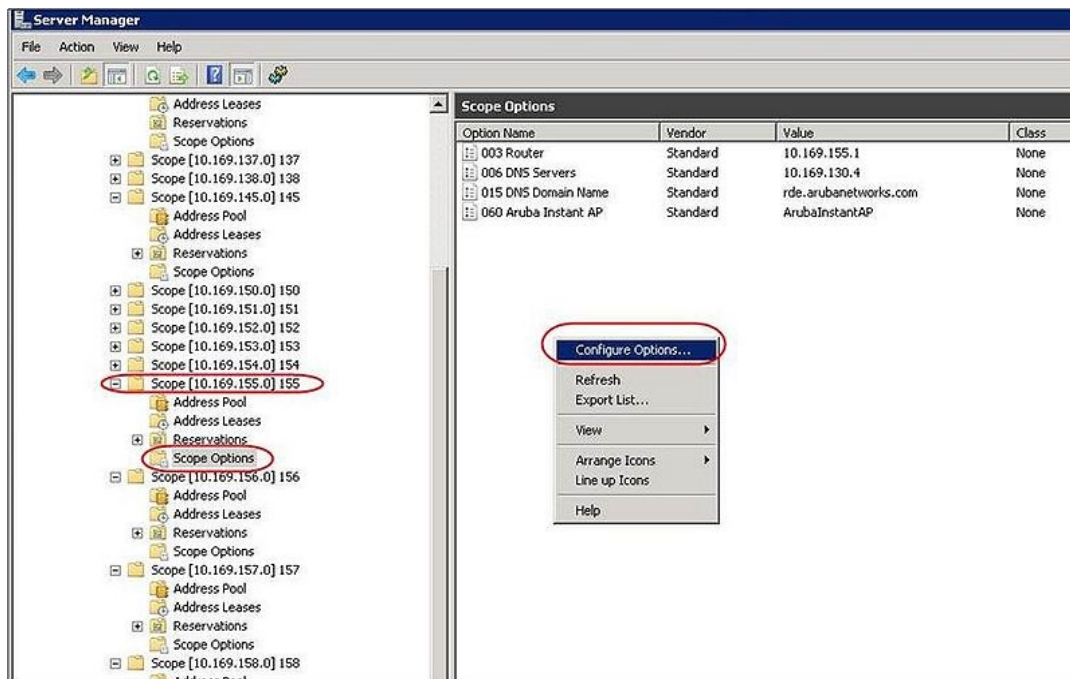 Server Manager
File Action View Help
Address Leases
Reservations
Scope Options
Scope [10.169.137.0] 137
Scope [10.169.138.0] 138
Scope [10.169.145.0] 145
Address Pool
Address Leases
Reservations
Scope Options
Scope [10.169.150.0] 150
Scope [10.169.151.0] 151
Scope [10.169.152.0] 152
Scope [10.169.153.0] 153
Scope [10.169.154.0] 154
Scope [10.169.155.0] 155
Address Pool
Address Leases
Reservations
Scope Options
Scope [10.169.156.0] 156
Address Pool
Address Leases
Reservations
Scope Options
Scope [10.169.157.0] 157
Address Pool
Address Leases
Reservations
Scope Options
Scope [10.169.158.0] 158
Scope Options
Option Name Vendor Value Class
003 Router Standard 10.169.155.1 None
006 DNS Servers Standard 10.169.130.4 None
015 DNS Domain Name Standard rde.arubanetworks.com None
060 Aruba Instant AP Standard ArubaInstantAP None
Configure Options...
Refresh
Export List...
View
Arrange Icons
Line up Icons
Help